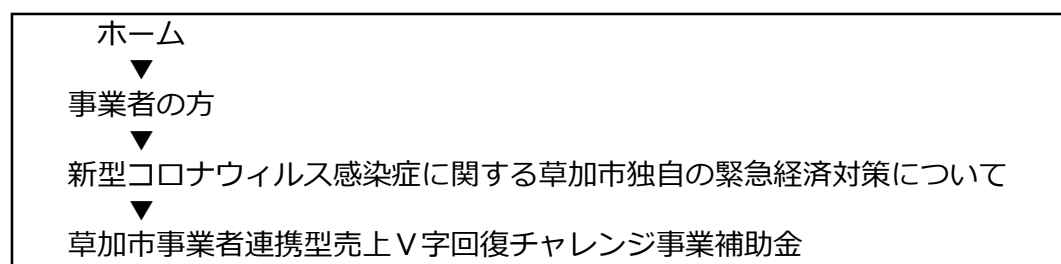 ホーム
▼
事業者の方
▼
新型コロナウィルス感染症に関する草加市独自の緊急経済対策について
▼
草加市事業者連携型売上Ⅴ字回復チャレンジ事業補助金